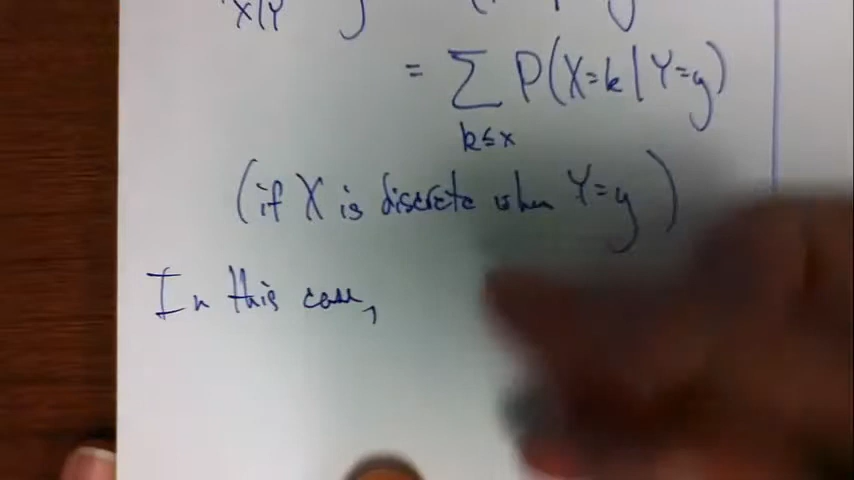 X|Y
= Σ P(X=k | Y=y)
k≤x
(if X is discrete when Y=y)
In this case,